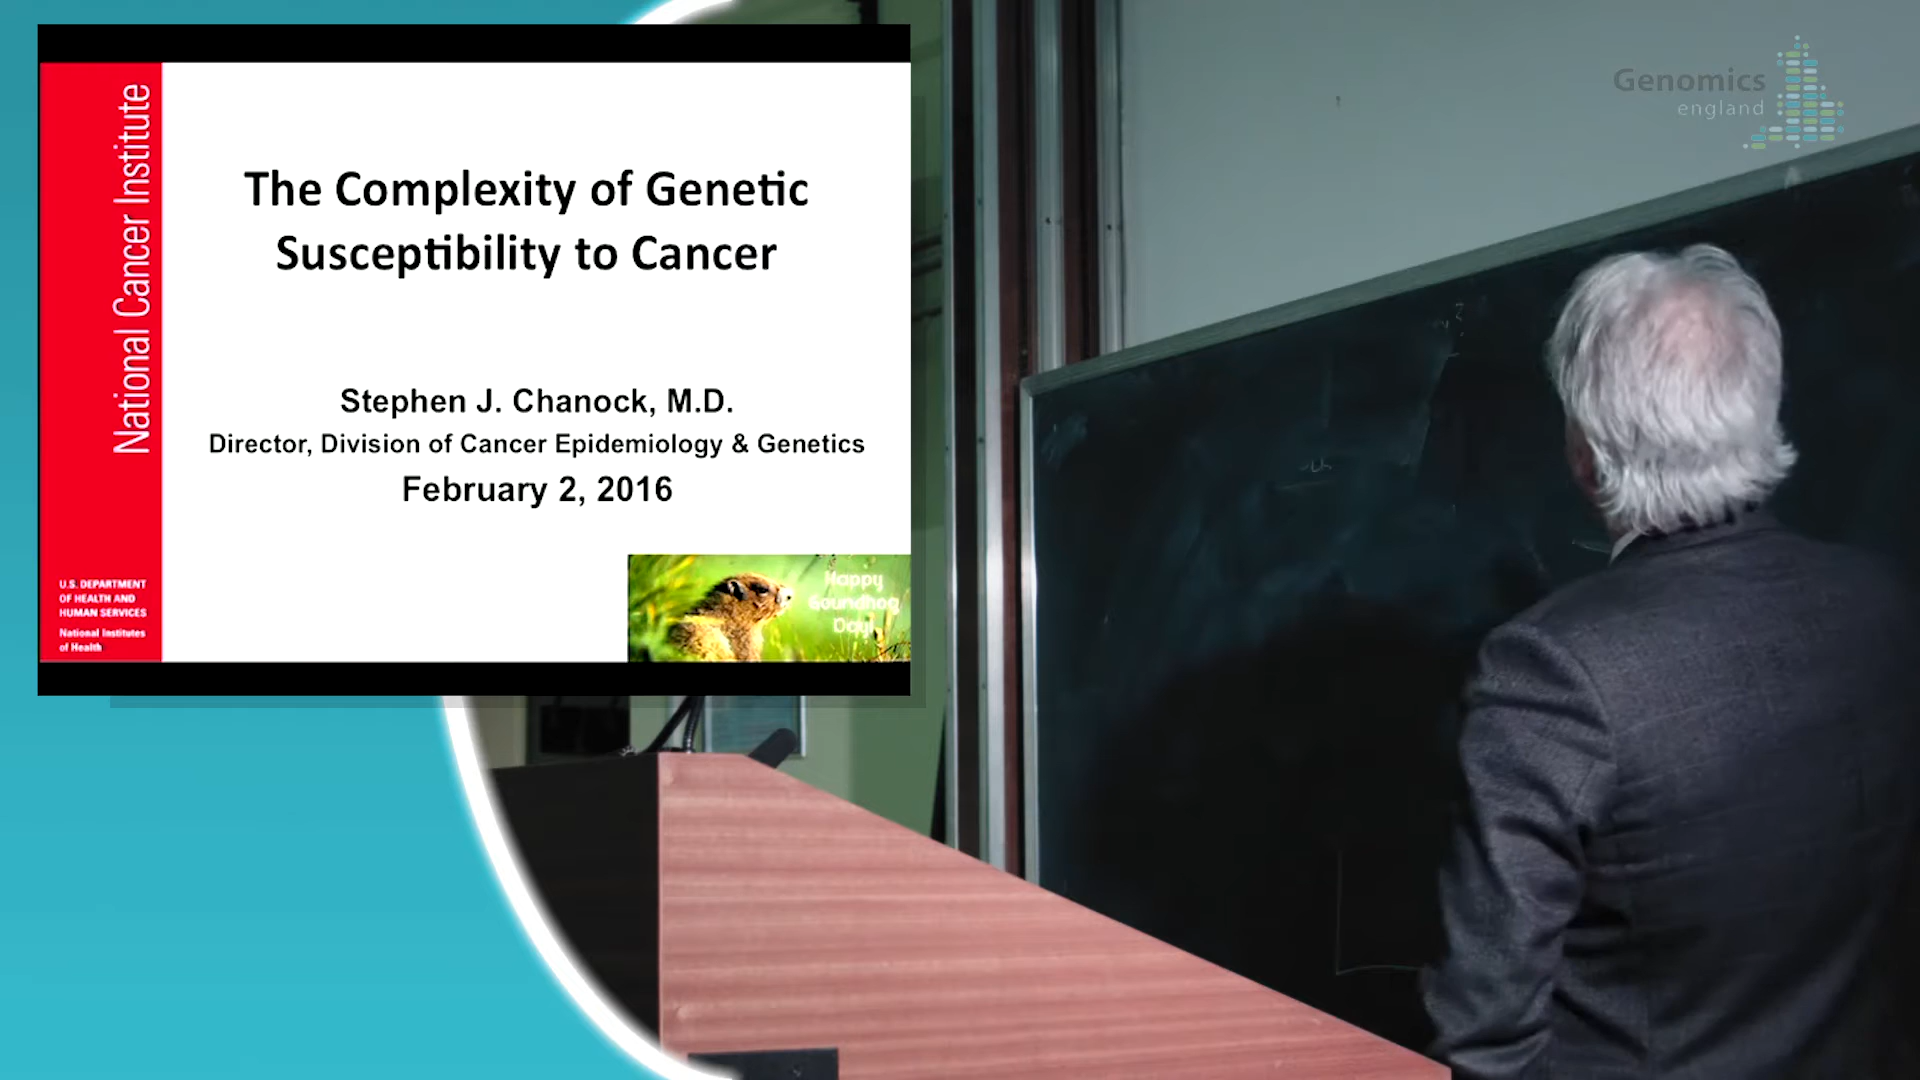 National Cancer Institute
The Complexity of Genetic
Susceptibility to Cancer
Stephen J. Chanock, M.D.
Director, Division of Cancer Epidemiology & Genetics
February 2, 2016
U.S. DEPARTMENT
OF HEALTH AND
HUMAN SERVICES
National Institutes
of Health
Happy
Goundhog
Day!
Genomics
england